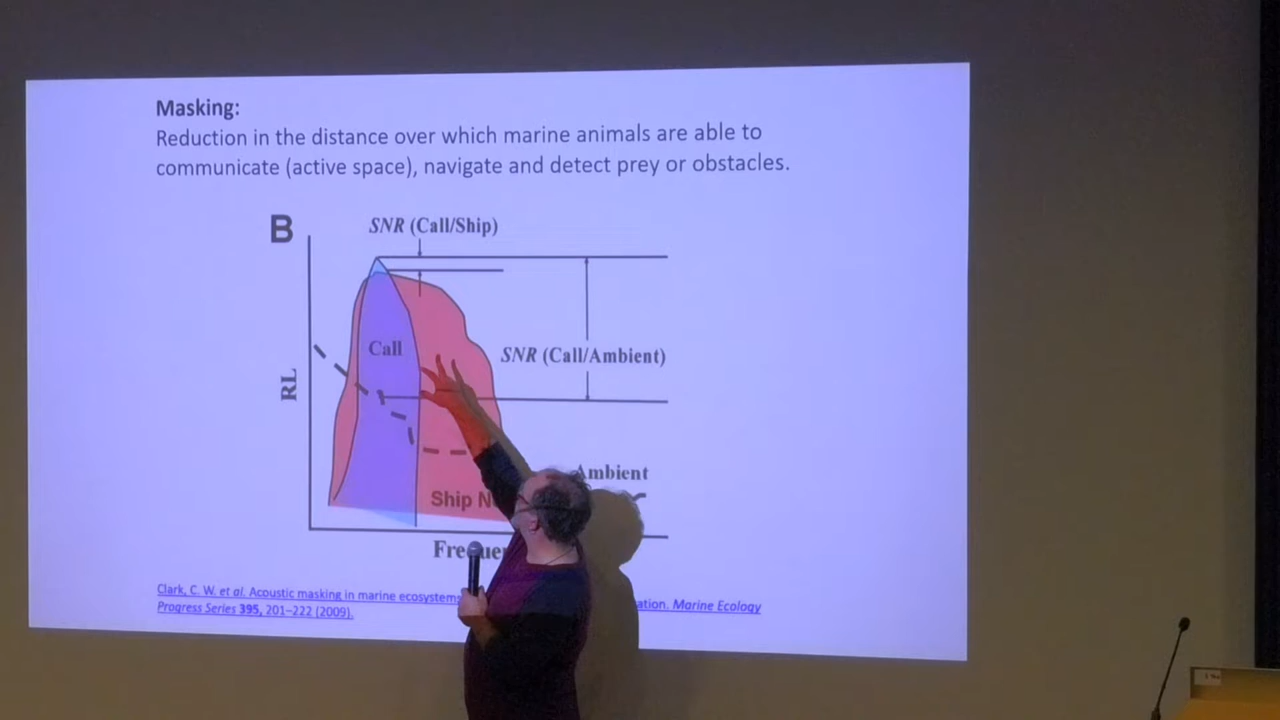 Masking:
Reduction in the distance over which marine animals are able to
communicate (active space), navigate and detect prey or obstacles.
B
SNR (Call/Ship)
Call
SNR (Call/Ambient)
RL
Ambient
Ship N
Freque
Clark, C. W. et al. Acoustic masking in marine ecosystems ation. Marine Ecology
Progress Series 395, 201–222 (2009).